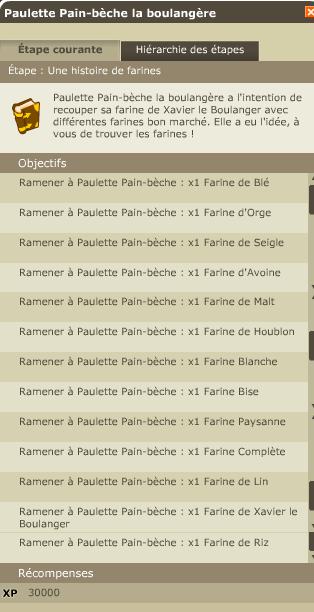 Paulette Pain-bèche la boulangère
Étape courante
Hiérarchie des étapes
Étape : Une histoire de farines
Paulette Pain-bèche la boulangère a l'intention de
recouper sa farine de Xavier le Boulanger avec
différentes farines bon marché. Elle a eu l'idée, à
vous de trouver les farines !
Objectifs
Ramener à Paulette Pain-bèche : x1 Farine de Blé
Ramener à Paulette Pain-bèche : x1 Farine d'Orge
Ramener à Paulette Pain-bèche : x1 Farine de Seigle
Ramener à Paulette Pain-bèche : x1 Farine d'Avoine
Ramener à Paulette Pain-bèche : x1 Farine de Malt
Ramener à Paulette Pain-bèche : x1 Farine de Houblon
Ramener à Paulette Pain-bèche : x1 Farine Blanche
Ramener à Paulette Pain-bèche : x1 Farine Bise
Ramener à Paulette Pain-bèche : x1 Farine Paysanne
Ramener à Paulette Pain-bèche : x1 Farine Complète
Ramener à Paulette Pain-bèche : x1 Farine de Lin
Ramener à Paulette Pain-bèche : x1 Farine de Xavier le
Boulanger
Ramener à Paulette Pain-bèche : x1 Farine de Riz
Récompenses
XP 30000